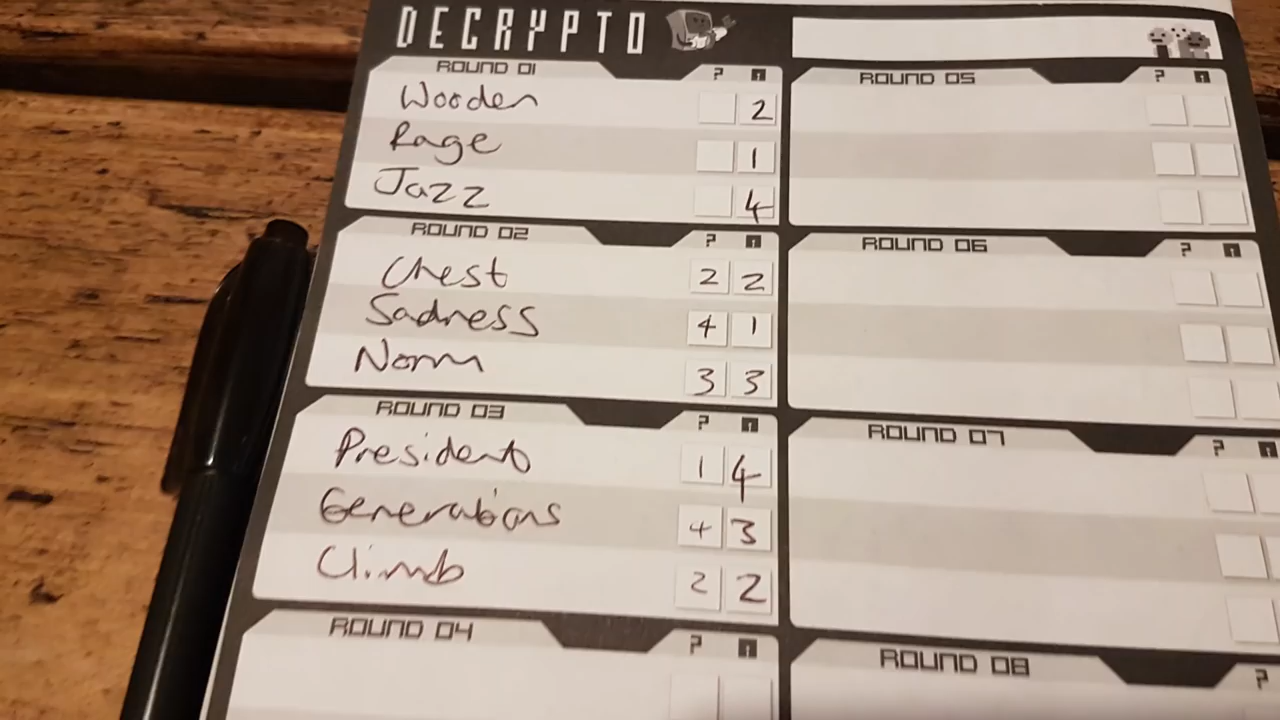 DECRYPTO
ROUND 01 ? !
Wooden 2
Rage 1
Jazz 4
ROUND 02 ? !
Chest 2 2
Sadness 4 1
Norm 3 3
ROUND 03 ? !
President 1 4
Generations 4 3
Climb 2 2
ROUND 04 ? !
ROUND 05 ? !
ROUND 06 ? !
ROUND 07 ? !
ROUND 08 ?